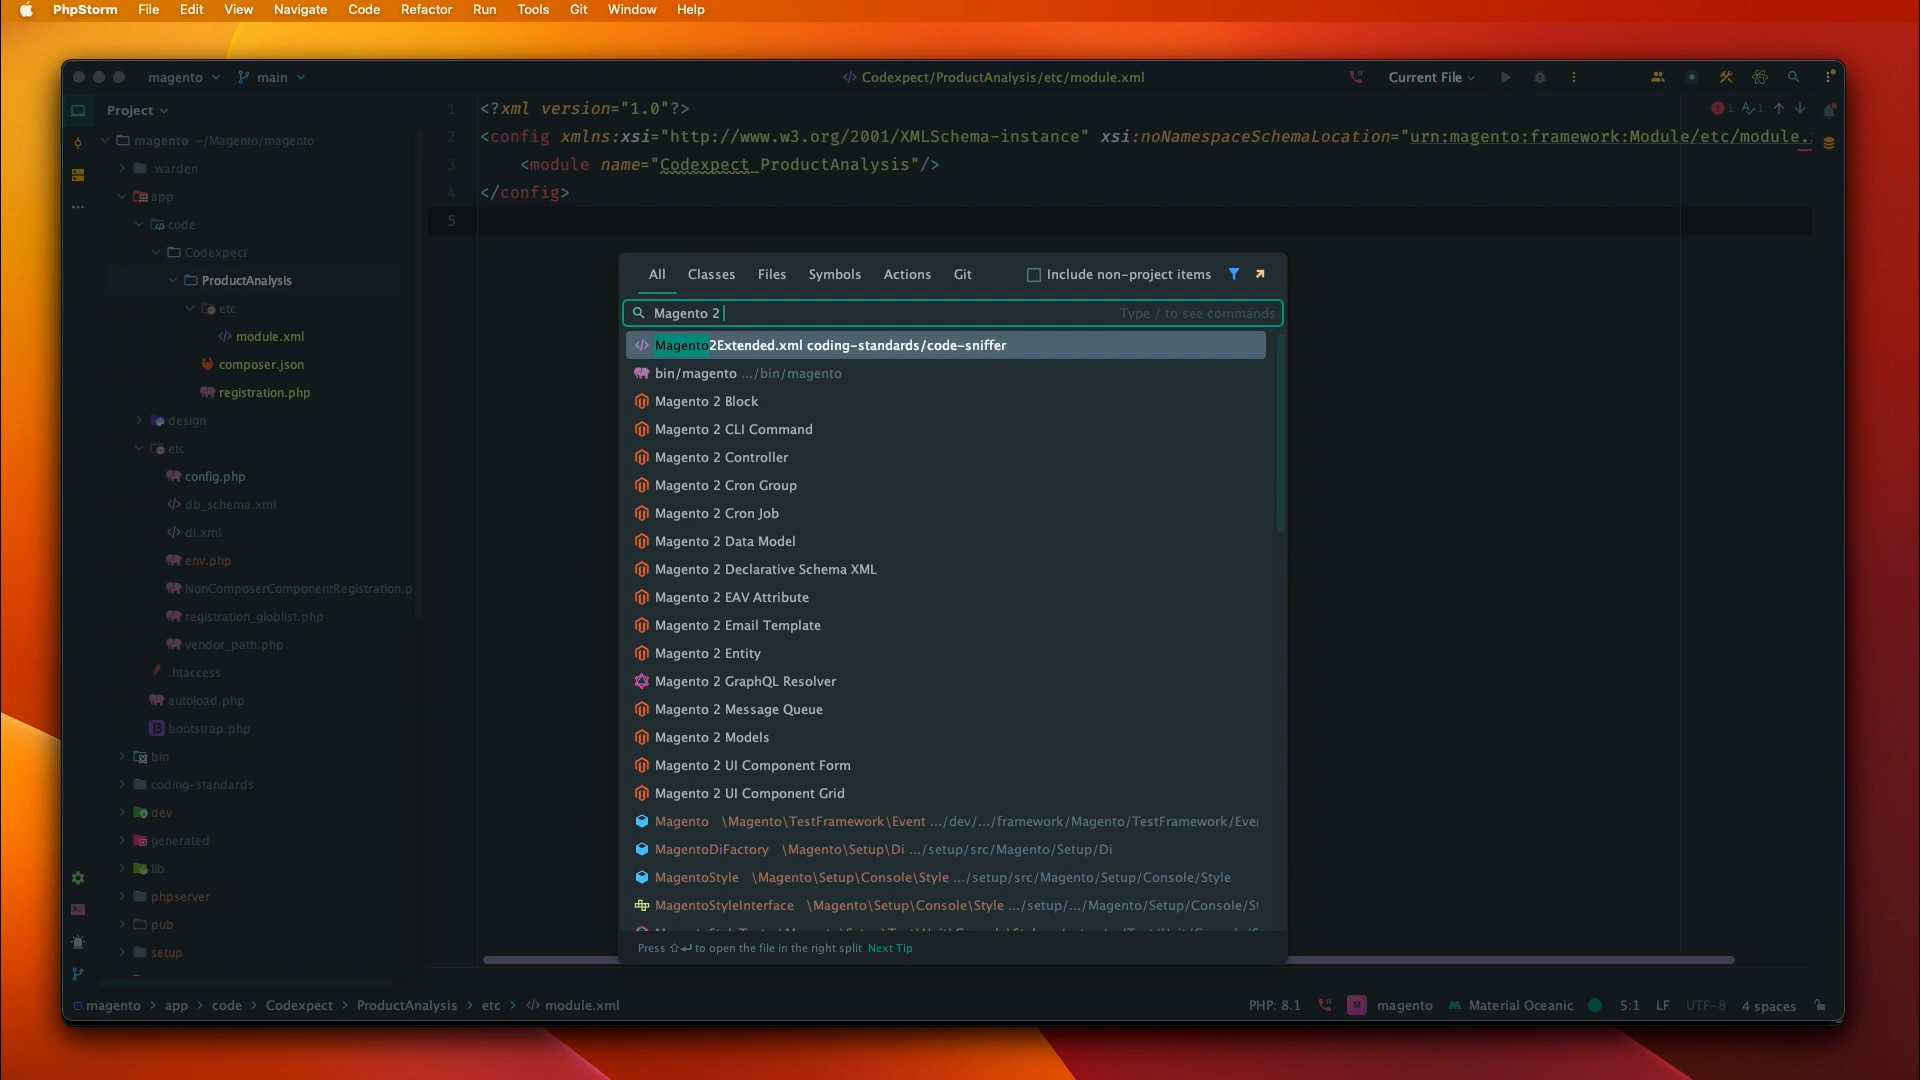 PhpStorm File Edit View Navigate Code Refactor Run Tools Git Window Help
magento main Codexpect/ProductAnalysis/etc/module.xml Current File
Project
magento ~/Magento/magento
.warden
app
code
Codexpect
ProductAnalysis
etc
module.xml
composer.json
registration.php
design
etc
config.php
db_schema.xml
di.xml
env.php
NonComposerComponentRegistration.p
registration_globlist.php
vendor_path.php
.htaccess
autoload.php
bootstrap.php
bin
coding-standards
dev
generated
lib
phpserver
pub
setup
1 <?xml version="1.0"?>
2 <config xmlns:xsi="http://www.w3.org/2001/XMLSchema-instance" xsi:noNamespaceSchemaLocation="urn:magento:framework:Module/etc/module.
3 <module name="Codexpect_ProductAnalysis"/>
4 </config>
5
1 1
All Classes Files Symbols Actions Git Include non-project items
Magento 2 Type / to see commands
Magento2Extended.xml coding-standards/code-sniffer
bin/magento .../bin/magento
Magento 2 Block
Magento 2 CLI Command
Magento 2 Controller
Magento 2 Cron Group
Magento 2 Cron Job
Magento 2 Data Model
Magento 2 Declarative Schema XML
Magento 2 EAV Attribute
Magento 2 Email Template
Magento 2 Entity
Magento 2 GraphQL Resolver
Magento 2 Message Queue
Magento 2 Models
Magento 2 UI Component Form
Magento 2 UI Component Grid
Magento \Magento\TestFramework\Event .../dev/.../framework/Magento/TestFramework/Eve
MagentoDiFactory \Magento\Setup\Di .../setup/src/Magento/Setup/Di
MagentoStyle \Magento\Setup\Console\Style .../setup/src/Magento/Setup/Console/Style
MagentoStyleInterface \Magento\Setup\Console\Style .../setup/.../Magento/Setup/Console/St
Press ⇧↵ to open the file in the right split Next Tip
magento > app > code > Codexpect > ProductAnalysis > etc > module.xml PHP: 8.1 M magento Material Oceanic 5:1 LF UTF-8 4 spaces